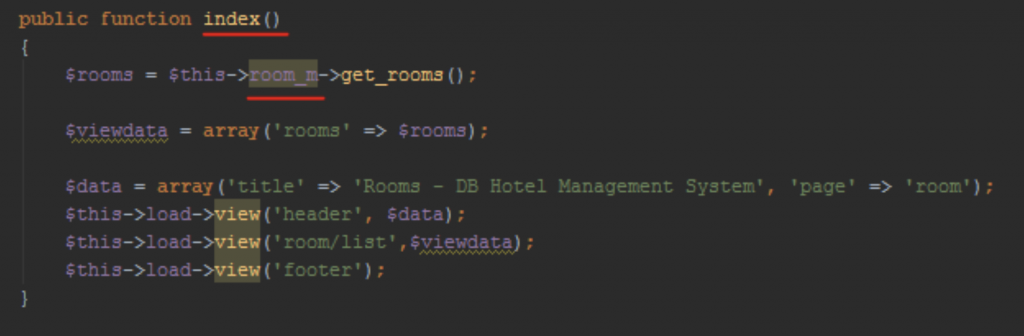 public function index()
{
$rooms = $this->room_m->get_rooms();
$viewdata = array('rooms' => $rooms);
$data = array('title' => 'Rooms - DB Hotel Management System', 'page' => 'room');
$this->load->view('header', $data);
$this->load->view('room/list',$viewdata);
$this->load->view('footer');
}